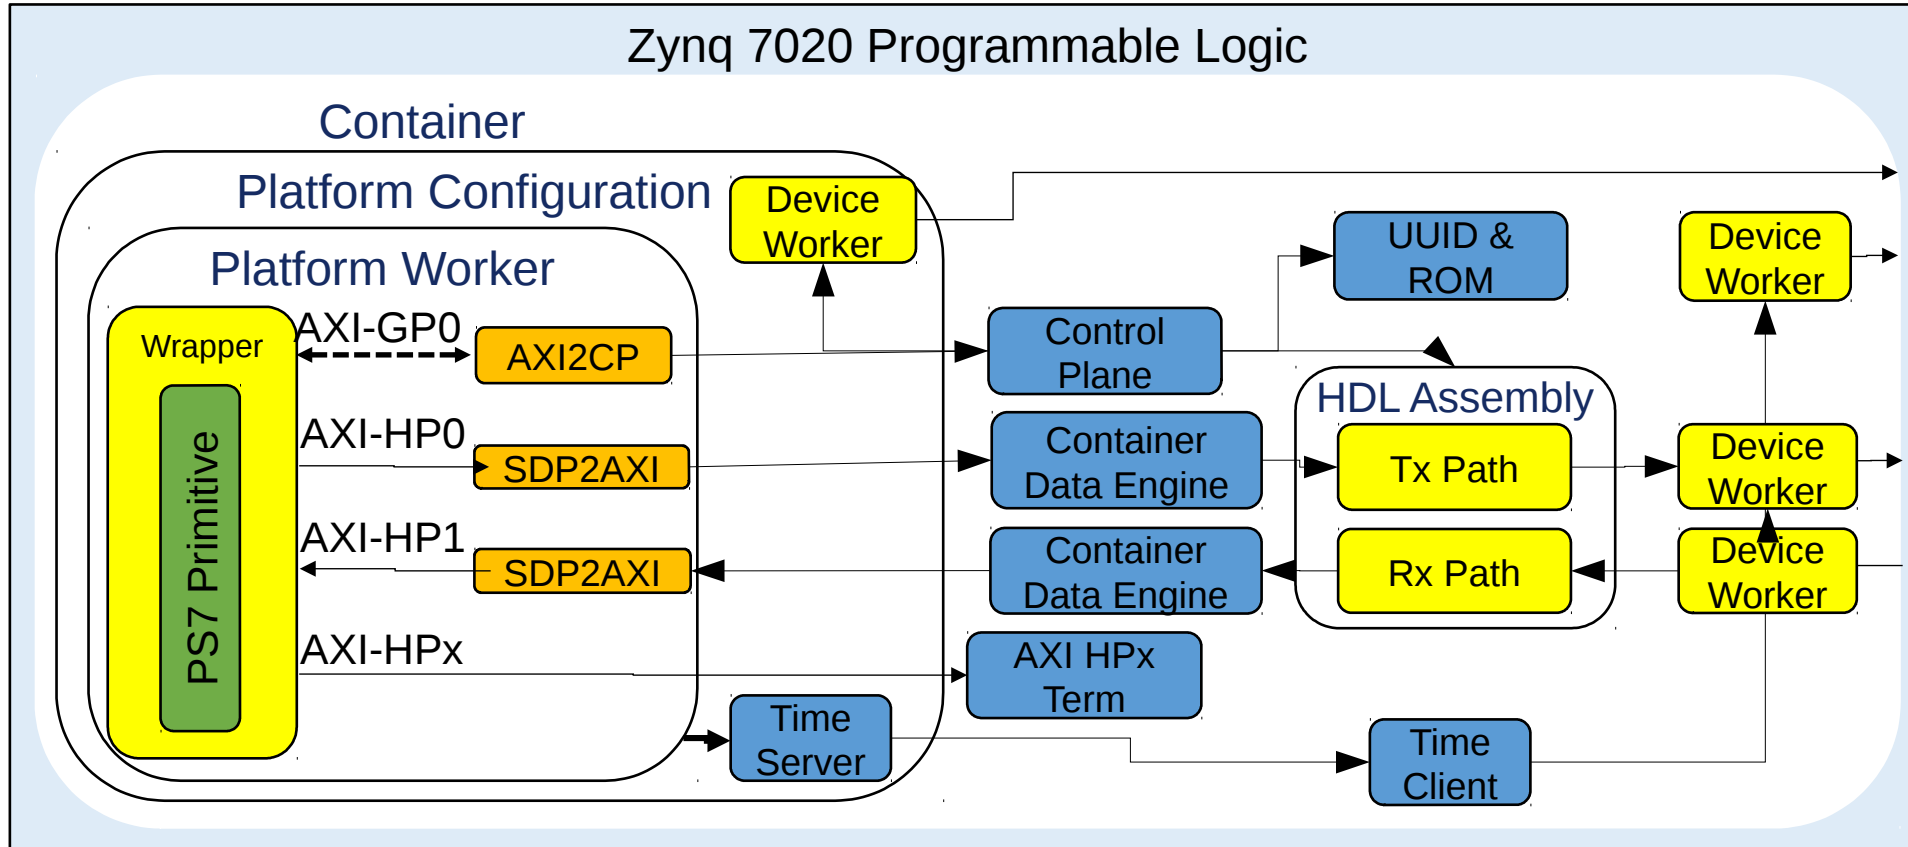 Zynq 7020 Programmable Logic
Container
Platform Configuration
Device
Worker
Platform Worker
Wrapper
PS7 Primitive
AXI-GP0
AXI2CP
AXI-HP0
SDP2AXI
AXI-HP1
SDP2AXI
AXI-HPx
Time
Server
Control
Plane
UUID &
ROM
Container
Data Engine
Container
Data Engine
AXI HPx
Term
HDL Assembly
Tx Path
Rx Path
Time
Client
Device
Worker
Device
Worker
Device
Worker